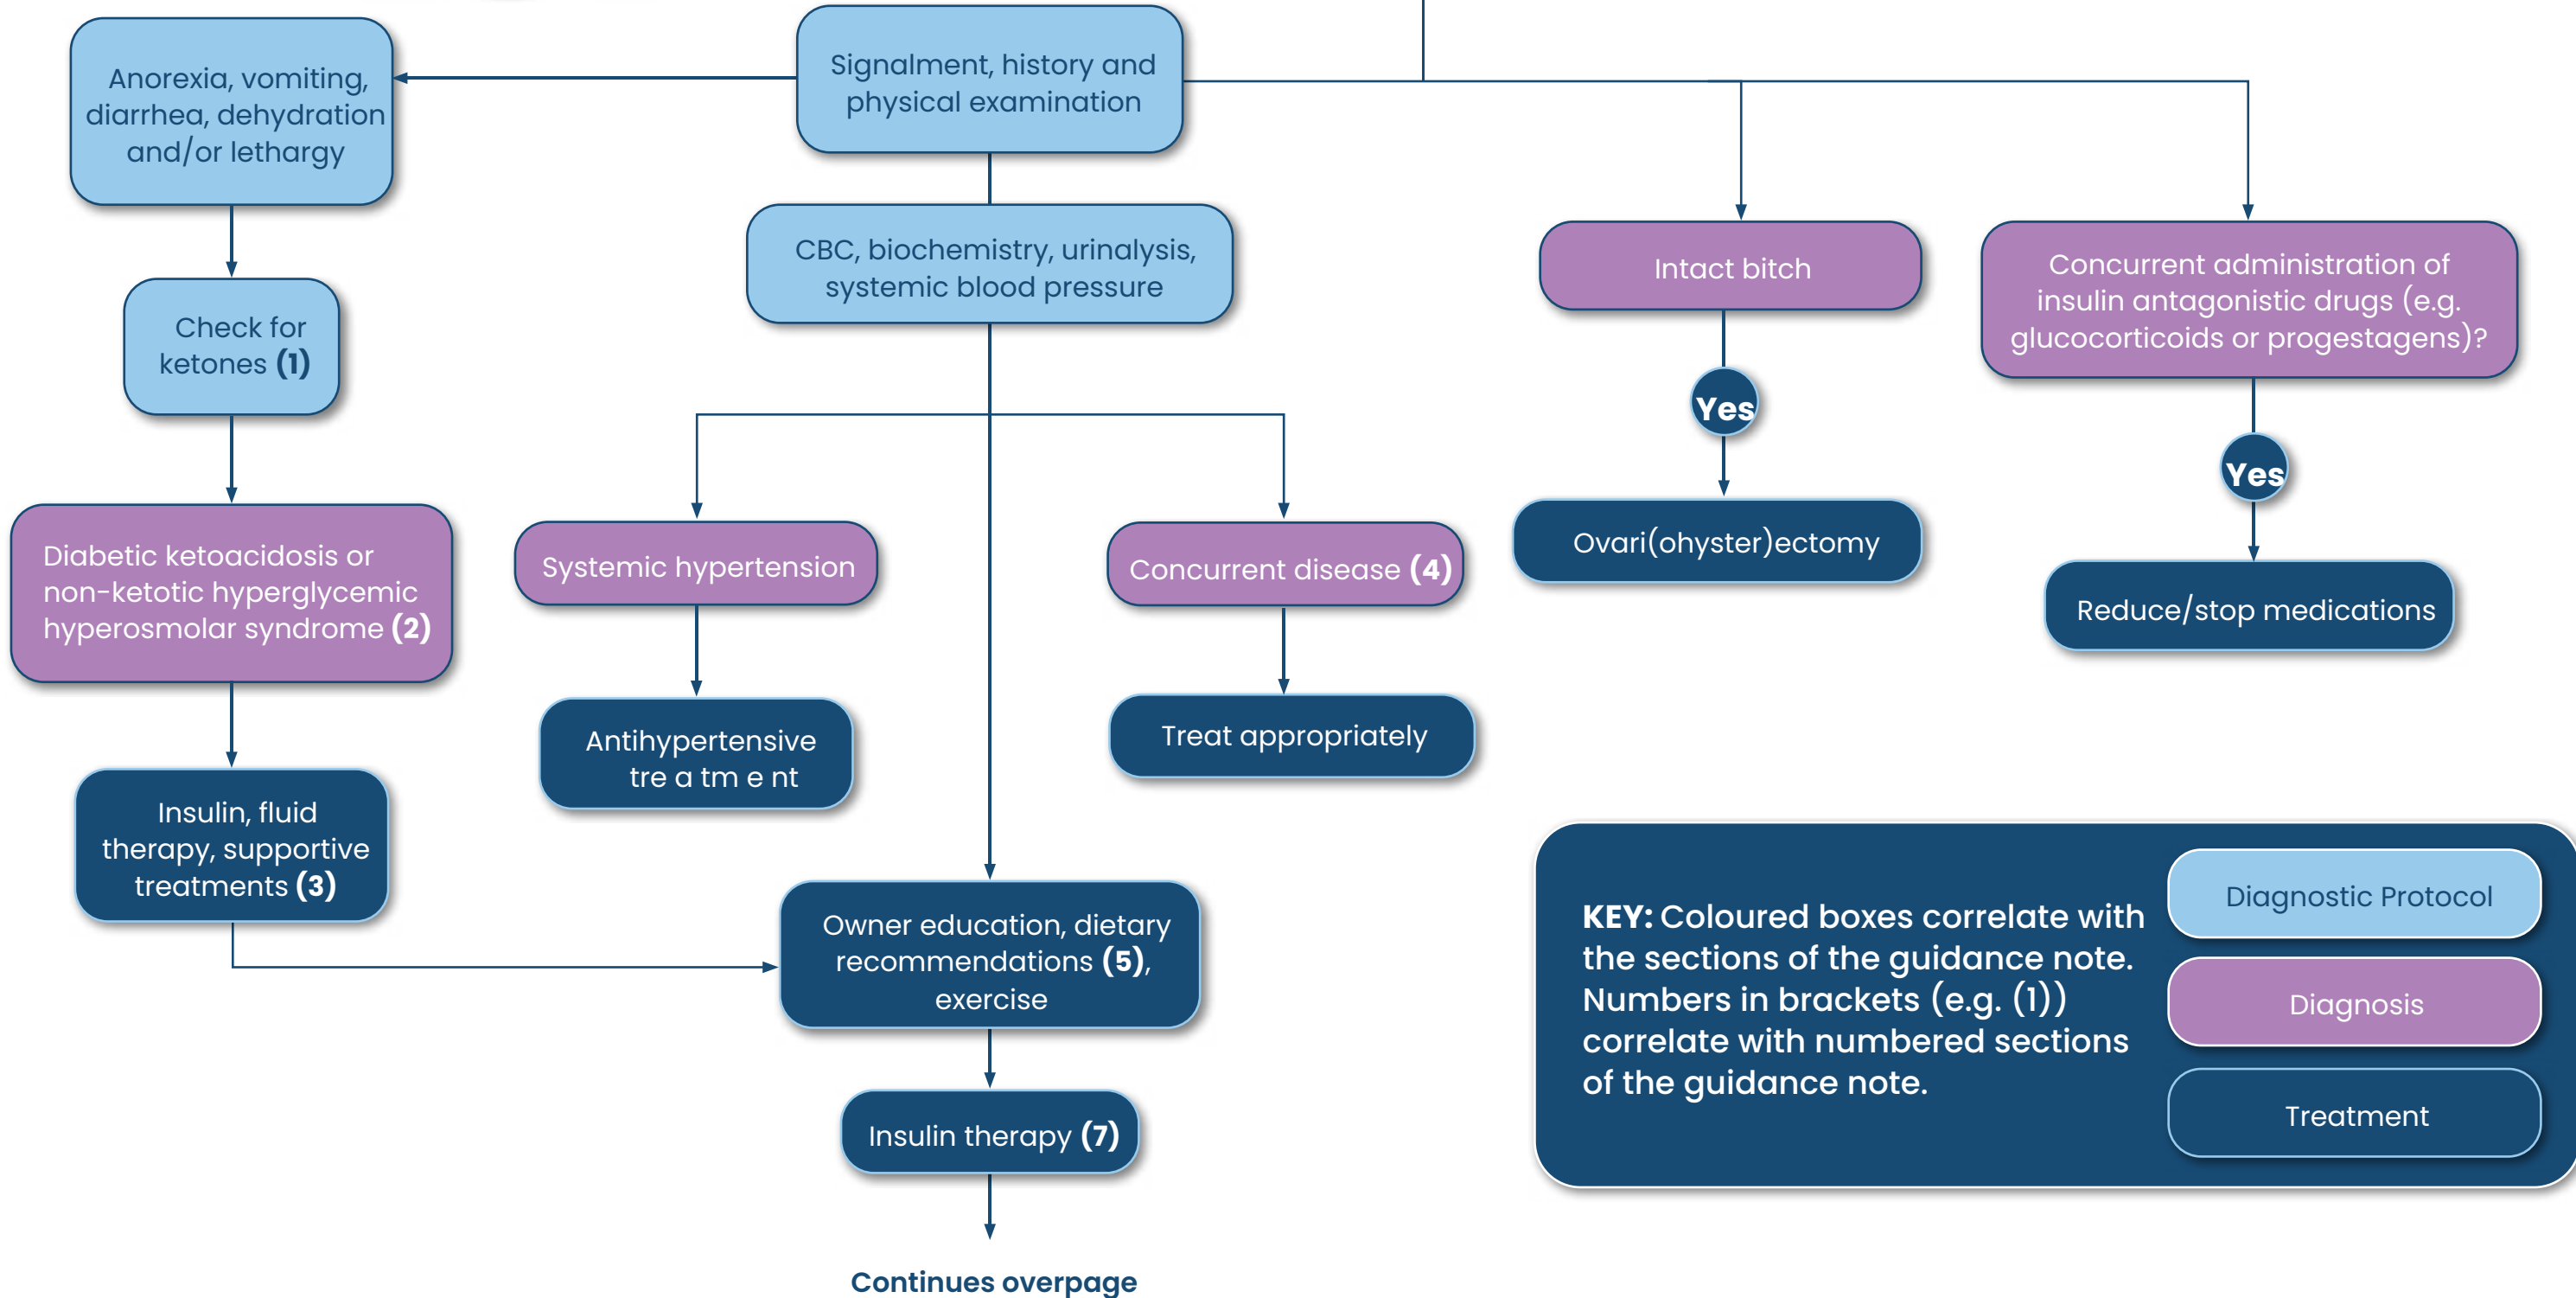 Anorexia, vomiting,
diarrhea, dehydration
and/or lethargy
Signalment, history and
physical examination
CBC, biochemistry, urinalysis,
systemic blood pressure
Intact bitch
Concurrent administration of
insulin antagonistic drugs (e.g.
glucocorticoids or progestagens)?
Check for
ketones (1)
Yes
Yes
Diabetic ketoacidosis or
non-ketotic hyperglycemic
hyperosmolar syndrome (2)
Systemic hypertension
Concurrent disease (4)
Ovari(ohyster)ectomy
Reduce/stop medications
Antihypertensive
tre a tm e nt
Treat appropriately
Insulin, fluid
therapy, supportive
treatments (3)
Owner education, dietary
recommendations (5),
exercise
Insulin therapy (7)
Continues overpage
KEY: Coloured boxes correlate with
the sections of the guidance note.
Numbers in brackets (e.g. (1))
correlate with numbered sections
of the guidance note.
Diagnostic Protocol
Diagnosis
Treatment